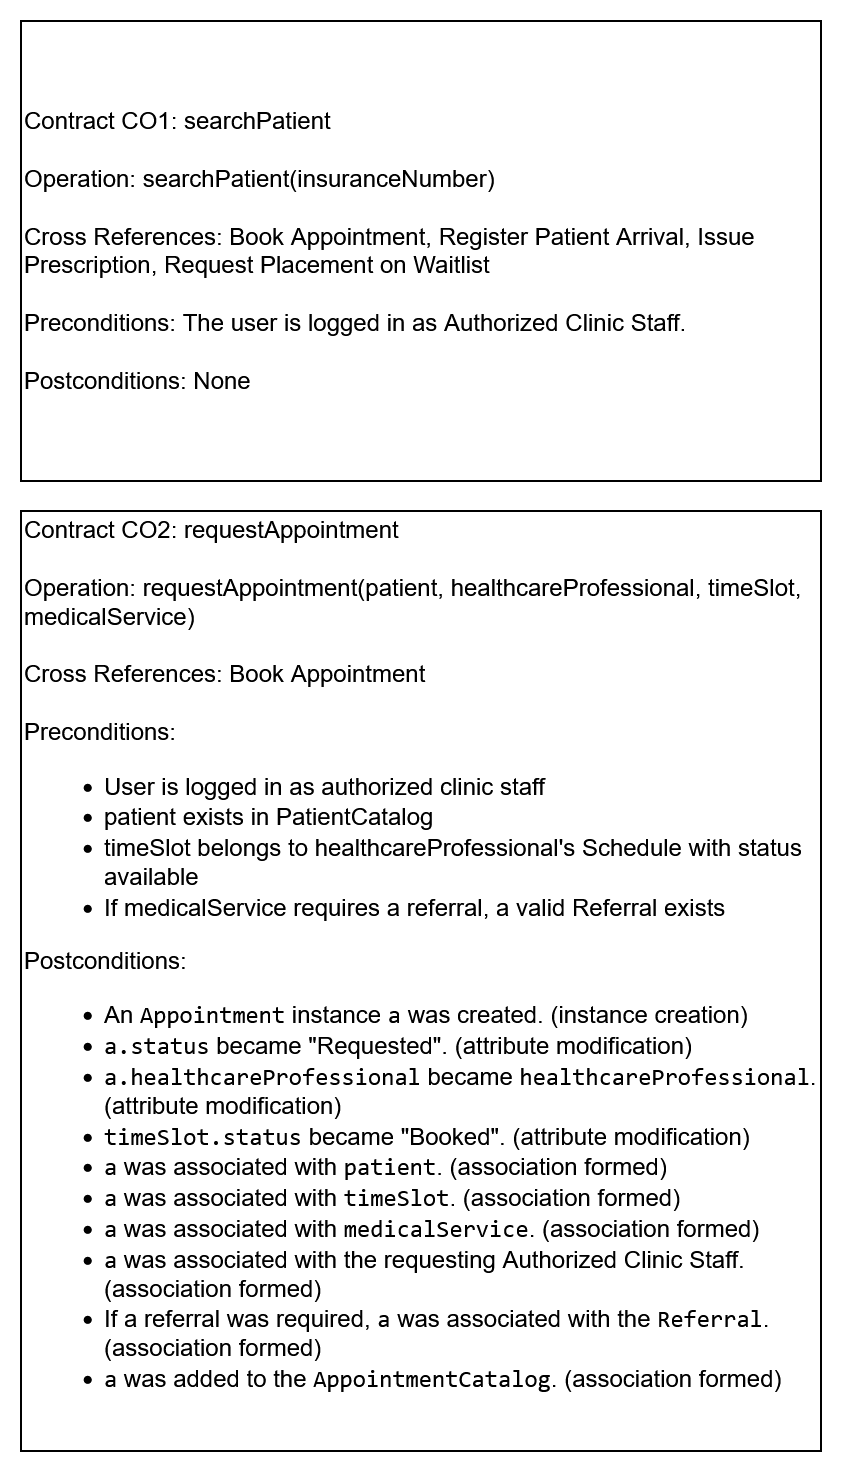 Contract CO1: searchPatient
Operation: searchPatient(insuranceNumber)
Cross References: Book Appointment, Register Patient Arrival, Issue
Prescription, Request Placement on Waitlist
Preconditions: The user is logged in as Authorized Clinic Staff.
Postconditions: None
Contract CO2: requestAppointment
Operation: requestAppointment(patient, healthcareProfessional, timeSlot,
medicalService)
Cross References: Book Appointment
Preconditions:
• User is logged in as authorized clinic staff
• patient exists in PatientCatalog
• timeSlot belongs to healthcareProfessional's Schedule with status
available
• If medicalService requires a referral, a valid Referral exists
Postconditions:
• An Appointment instance a was created. (instance creation)
• a.status became "Requested". (attribute modification)
• a.healthcareProfessional became healthcareProfessional.
(attribute modification)
• timeSlot.status became "Booked". (attribute modification)
• a was associated with patient. (association formed)
• a was associated with timeSlot. (association formed)
• a was associated with medicalService. (association formed)
• a was associated with the requesting Authorized Clinic Staff.
(association formed)
• If a referral was required, a was associated with the Referral.
(association formed)
• a was added to the AppointmentCatalog. (association formed)